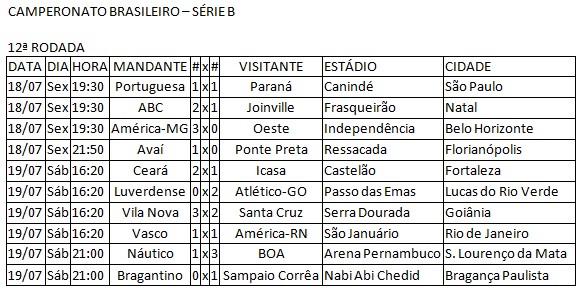 CAMPERONATO BRASILEIRO – SÉRIE B
12ª RODADA
DATA DIA HORA MANDANTE # x # VISITANTE ESTÁDIO CIDADE
18/07 Sex 19:30 Portuguesa 1 x 1 Paraná Canindé São Paulo
18/07 Sex 19:30 ABC 2 x 1 Joinville Frasqueirão Natal
18/07 Sex 19:30 América-MG 3 x 0 Oeste Independência Belo Horizonte
18/07 Sex 21:50 Avaí 1 x 0 Ponte Preta Ressacada Florianópolis
19/07 Sáb 16:20 Ceará 2 x 1 Icasa Castelão Fortaleza
19/07 Sáb 16:20 Luverdense 0 x 2 Atlético-GO Passo das Emas Lucas do Rio Verde
19/07 Sáb 16:20 Vila Nova 3 x 2 Santa Cruz Serra Dourada Goiânia
19/07 Sáb 16:20 Vasco 1 x 1 América-RN São Januário Rio de Janeiro
19/07 Sáb 21:00 Náutico 1 x 3 BOA Arena Pernambuco S. Lourenço da Mata
19/07 Sáb 21:00 Bragantino 0 x 1 Sampaio Corrêa Nabi Abi Chedid Bragança Paulista